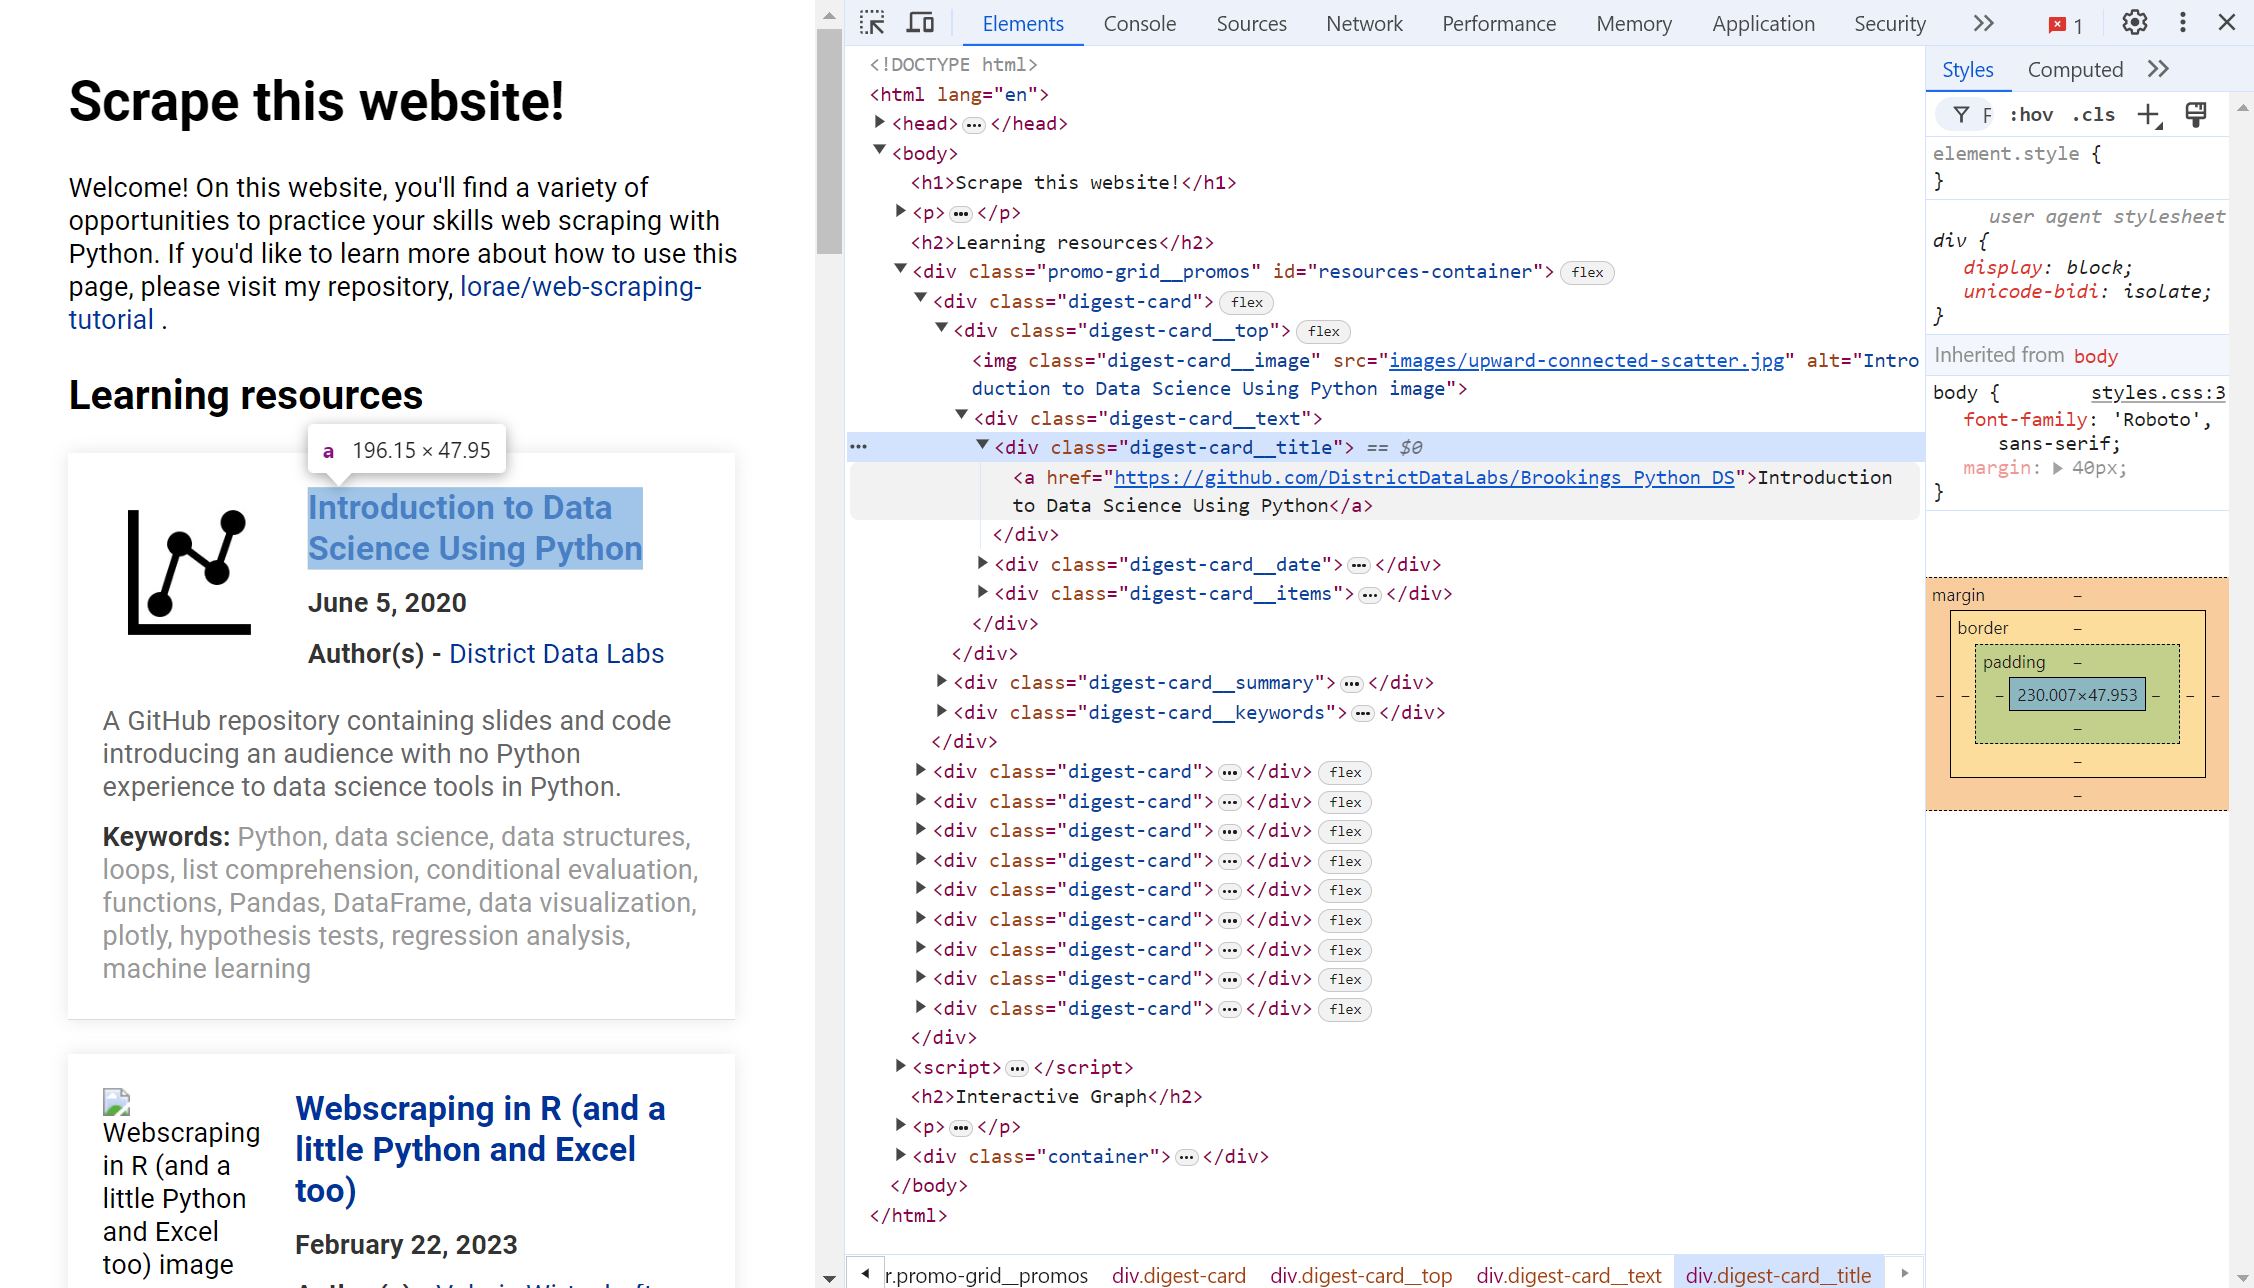 Scrape this website!
Welcome! On this website, you'll find a variety of
opportunities to practice your skills web scraping with
Python. If you'd like to learn more about how to use this
page, please visit my repository, lorae/web-scraping-
tutorial .
Learning resources
a 196.15 × 47.95
Introduction to Data
Science Using Python
June 5, 2020
Author(s) - District Data Labs
A GitHub repository containing slides and code
introducing an audience with no Python
experience to data science tools in Python.
Keywords: Python, data science, data structures,
loops, list comprehension, conditional evaluation,
functions, Pandas, DataFrame, data visualization,
plotly, hypothesis tests, regression analysis,
machine learning
Webscraping
in R (and a
little Python
and Excel
too) image
Webscraping in R (and a
little Python and Excel
too)
February 22, 2023
Elements Console Sources Network Performance Memory Application Security 1
<!DOCTYPE html>
<html lang="en">
<head> ••• </head>
<body>
<h1>Scrape this website!</h1>
<p> ••• </p>
<h2>Learning resources</h2>
<div class="promo-grid__promos" id="resources-container"> flex
<div class="digest-card"> flex
<div class="digest-card__top"> flex
<img class="digest-card__image" src="images/upward-connected-scatter.jpg" alt="Intro
duction to Data Science Using Python image">
<div class="digest-card__text">
••• <div class="digest-card__title"> == $0
<a href="https://github.com/DistrictDataLabs/Brookings_Python_DS">Introduction
to Data Science Using Python</a>
</div>
<div class="digest-card__date"> ••• </div>
<div class="digest-card__items"> ••• </div>
</div>
</div>
<div class="digest-card__summary"> ••• </div>
<div class="digest-card__keywords"> ••• </div>
</div>
<div class="digest-card"> ••• </div> flex
<div class="digest-card"> ••• </div> flex
<div class="digest-card"> ••• </div> flex
<div class="digest-card"> ••• </div> flex
<div class="digest-card"> ••• </div> flex
<div class="digest-card"> ••• </div> flex
<div class="digest-card"> ••• </div> flex
<div class="digest-card"> ••• </div> flex
<div class="digest-card"> ••• </div> flex
</div>
<script> ••• </script>
<h2>Interactive Graph</h2>
<p> ••• </p>
<div class="container"> ••• </div>
</body>
</html>
r.promo-grid__promos div.digest-card div.digest-card__top div.digest-card__text div.digest-card__title
Styles Computed
F :hov .cls
element.style {
}
user agent stylesheet
div {
display: block;
unicode-bidi: isolate;
}
Inherited from body
body { styles.css:3
font-family: 'Roboto',
sans-serif;
margin: 40px;
}
margin –
border –
padding –
– – – 230.007×47.953 – – –
–
–
–